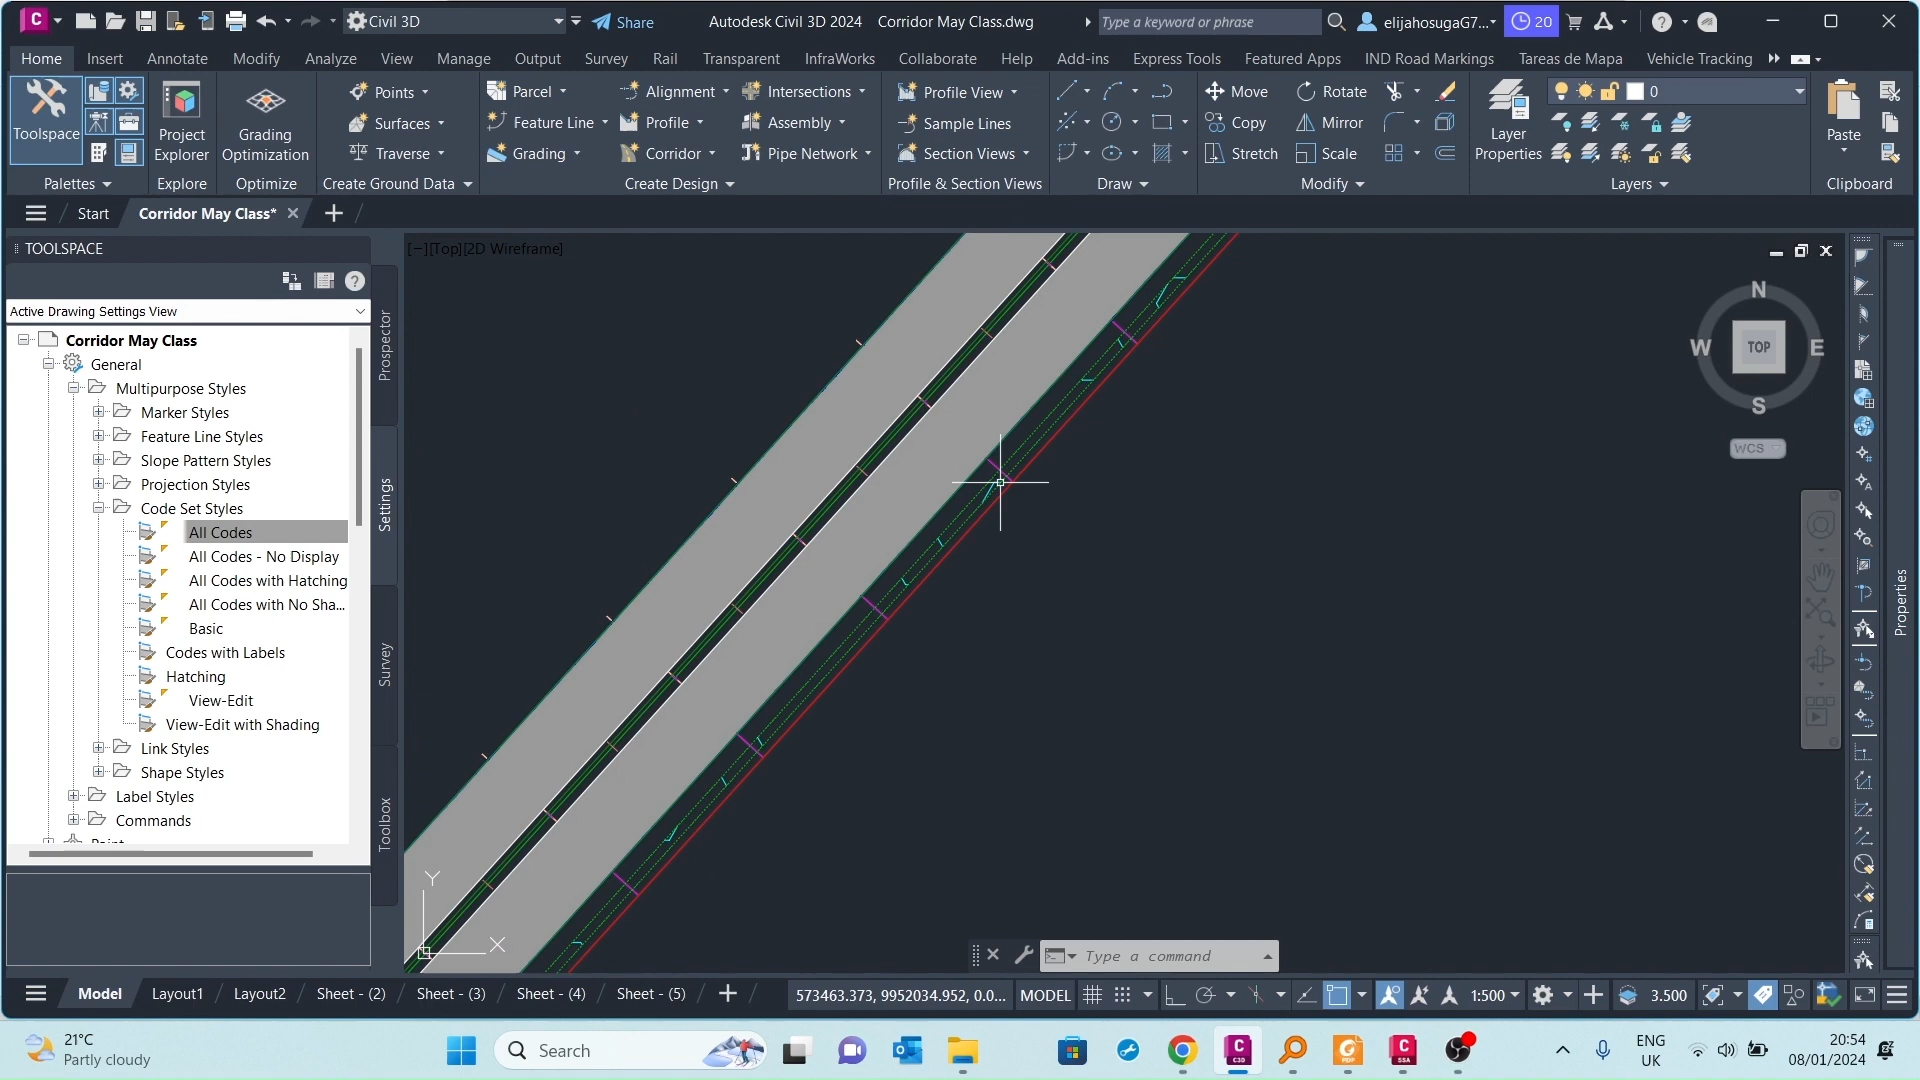 Civil 3D
Share
Autodesk Civil 3D 2024
Corridor May Class.dwg
Type a keyword or phrase
elijahosugaG7...
20
Home
Insert
Annotate
Modify
Analyze
View
Manage
Output
Survey
Rail
Transparent
InfraWorks
Collaborate
Help
Add-ins
Express Tools
Featured Apps
IND Road Markings
Tareas de Mapa
Vehicle Tracking
Toolspace
Palettes
Project Explorer
Explore
Grading Optimization
Optimize
Points
Surfaces
Traverse
Create Ground Data
Parcel
Feature Line
Grading
Alignment
Profile
Corridor
Intersections
Assembly
Pipe Network
Create Design
Profile View
Sample Lines
Section Views
Profile & Section Views
Draw
Move
Copy
Stretch
Rotate
Mirror
Scale
Modify
Layer Properties
0
Layers
Paste
Clipboard
Start
Corridor May Class*
TOOLSPACE
Active Drawing Settings View
Corridor May Class
General
Multipurpose Styles
Marker Styles
Feature Line Styles
Slope Pattern Styles
Projection Styles
Code Set Styles
All Codes
All Codes - No Display
All Codes with Hatching
All Codes with No Sha...
Basic
Codes with Labels
Hatching
View-Edit
View-Edit with Shading
Link Styles
Shape Styles
Label Styles
Commands
Prospector
Settings
Survey
Toolbox
[−][Top][2D Wireframe]
N
W
TOP
E
S
WCS
Properties
Y
X
Type a command
Model
Layout1
Layout2
Sheet - (2)
Sheet - (3)
Sheet - (4)
Sheet - (5)
573463.373, 9952034.952, 0.0...
MODEL
1:500
3.500
21°C
Partly cloudy
Search
ENG
UK
20:54
08/01/2024